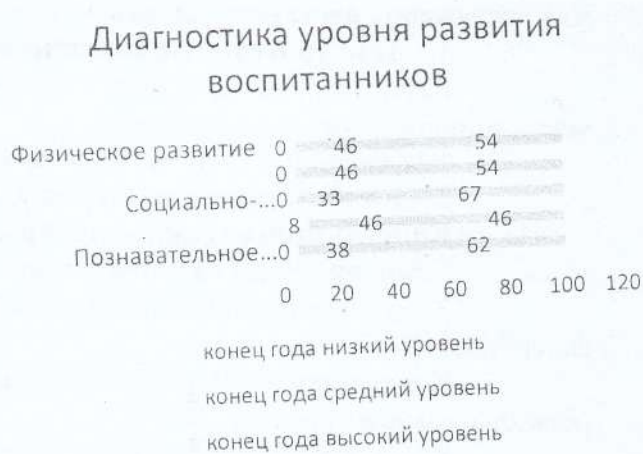 Диагностика уровня развития
воспитанников
Физическое развитие 0 46 54
0 46 54
Социально-...0 33 67
8 46 46
Познавательное...0 38 62
0 20 40 60 80 100 120
конец года низкий уровень
конец года средний уровень
конец года высокий уровень